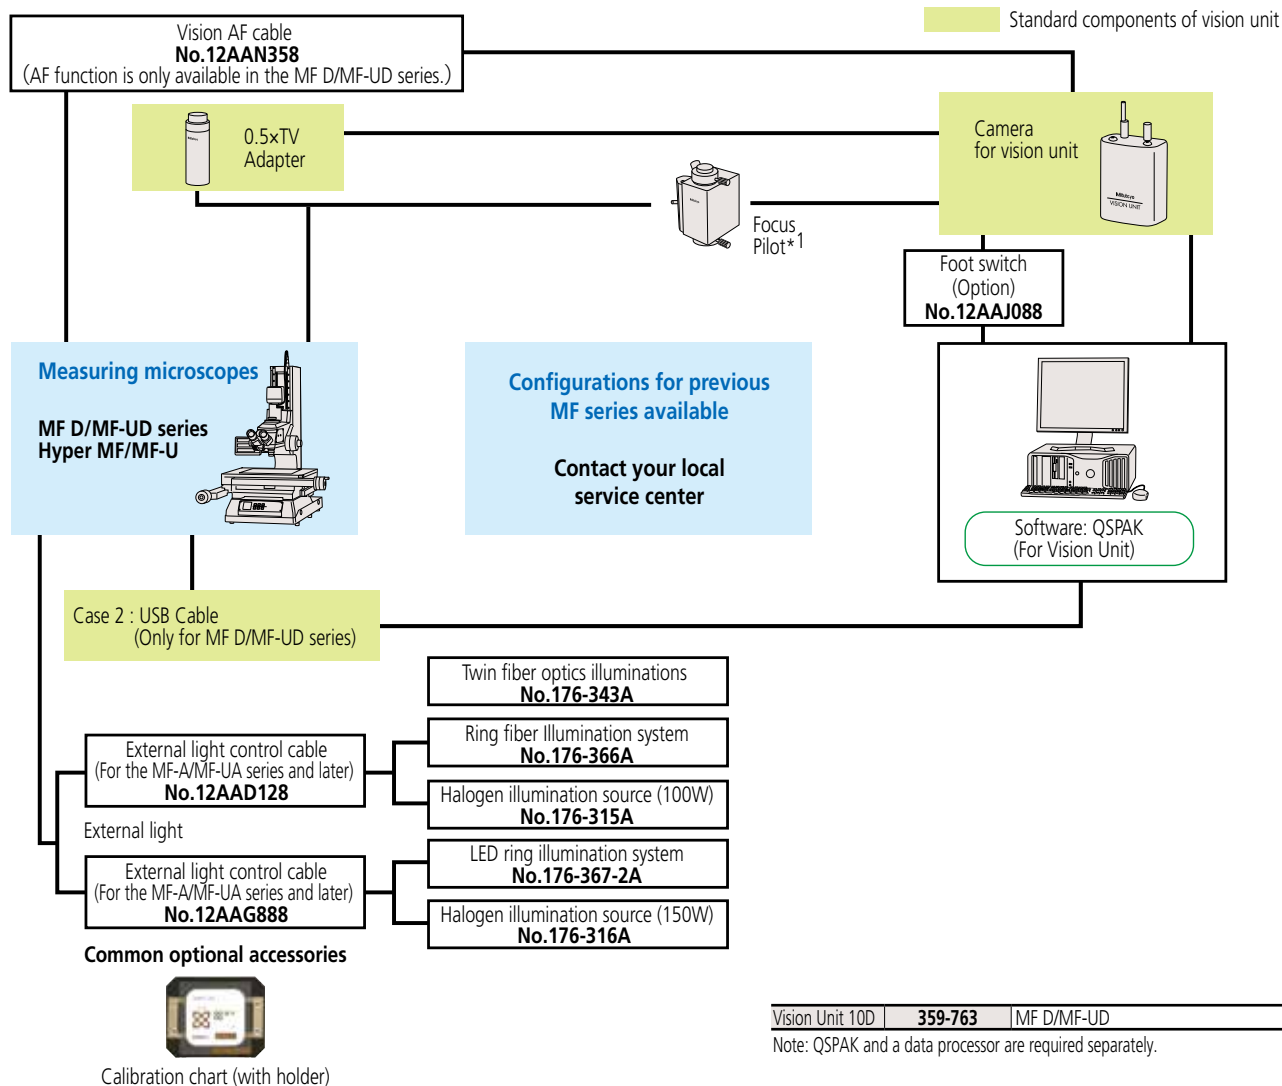 Standard components of vision unit
Vision AF cable
No.12AAN358
(AF function is only available in the MF D/MF-UD series.)
0.5×TV
Adapter
Camera
for vision unit
Mitutoyo
VISION UNIT
Focus
Pilot*1
Foot switch
(Option)
No.12AAJ088
Measuring microscopes
MF D/MF-UD series
Hyper MF/MF-U
Configurations for previous
MF series available
Contact your local
service center
Software: QSPAK
(For Vision Unit)
Case 2 : USB Cable
(Only for MF D/MF-UD series)
Twin fiber optics illuminations
No.176-343A
Ring fiber Illumination system
No.176-366A
External light control cable
(For the MF-A/MF-UA series and later)
No.12AAD128
Halogen illumination source (100W)
No.176-315A
External light
LED ring illumination system
No.176-367-2A
External light control cable
(For the MF-A/MF-UA series and later)
No.12AAG888
Halogen illumination source (150W)
No.176-316A
Common optional accessories
Calibration chart (with holder)
Vision Unit 10D 359-763 MF D/MF-UD
Note: QSPAK and a data processor are required separately.